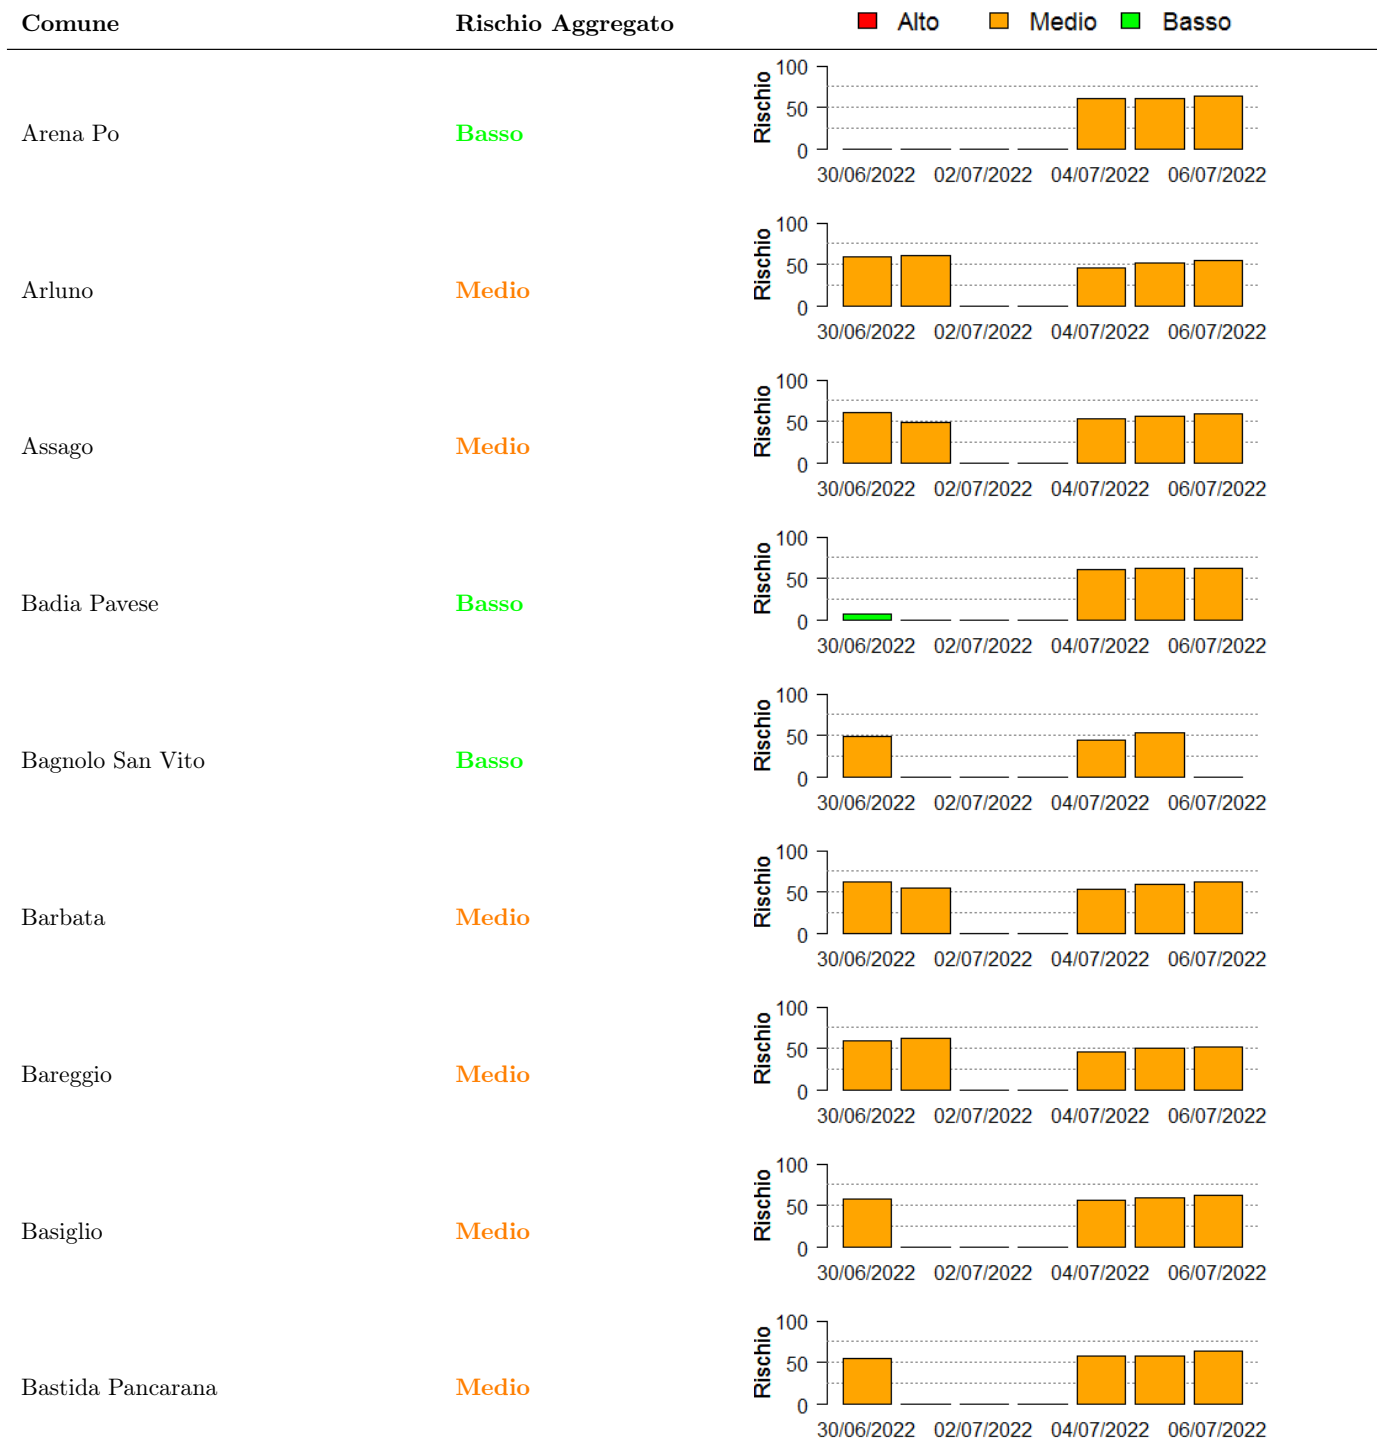 Comune Rischio Aggregato Alto Medio Basso
Arena Po Basso
Rischio
100
50
0
30/06/2022 02/07/2022 04/07/2022 06/07/2022
Arluno Medio
Rischio
100
50
0
30/06/2022 02/07/2022 04/07/2022 06/07/2022
Assago Medio
Rischio
100
50
0
30/06/2022 02/07/2022 04/07/2022 06/07/2022
Badia Pavese Basso
Rischio
100
50
0
30/06/2022 02/07/2022 04/07/2022 06/07/2022
Bagnolo San Vito Basso
Rischio
100
50
0
30/06/2022 02/07/2022 04/07/2022 06/07/2022
Barbata Medio
Rischio
100
50
0
30/06/2022 02/07/2022 04/07/2022 06/07/2022
Bareggio Medio
Rischio
100
50
0
30/06/2022 02/07/2022 04/07/2022 06/07/2022
Basiglio Medio
Rischio
100
50
0
30/06/2022 02/07/2022 04/07/2022 06/07/2022
Bastida Pancarana Medio
Rischio
100
50
0
30/06/2022 02/07/2022 04/07/2022 06/07/2022